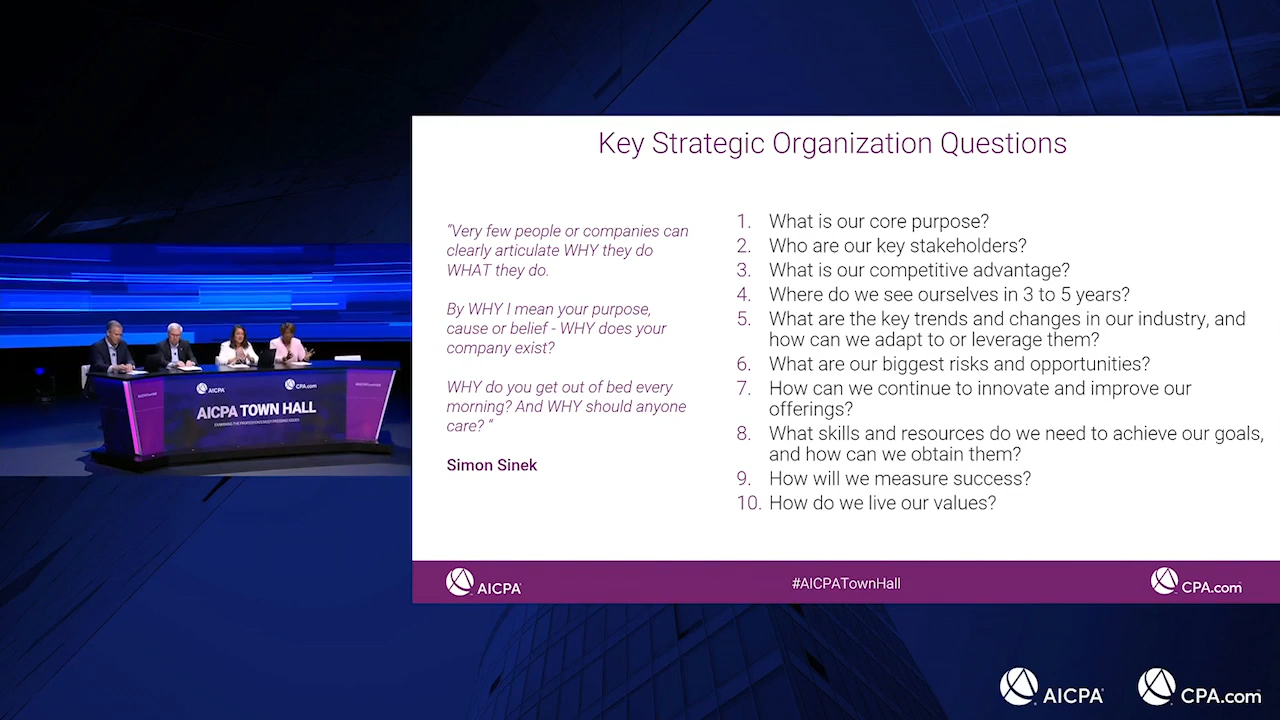 Key Strategic Organization Questions
"Very few people or companies can
clearly articulate WHY they do
WHAT they do.
By WHY I mean your purpose,
cause or belief - WHY does your
company exist?
WHY do you get out of bed every
morning? And WHY should anyone
care? "
Simon Sinek
1. What is our core purpose?
2. Who are our key stakeholders?
3. What is our competitive advantage?
4. Where do we see ourselves in 3 to 5 years?
5. What are the key trends and changes in our industry, and
how can we adapt to or leverage them?
6. What are our biggest risks and opportunities?
7. How can we continue to innovate and improve our
offerings?
8. What skills and resources do we need to achieve our goals,
and how can we obtain them?
9. How will we measure success?
10. How do we live our values?
AICPA
#AICPATownHall
CPA.com
AICPA
CPA.com
AICPA TOWN HALL
EXAMINING THE PROFESSION'S MOST PRESSING ISSUES
AICPA
CPA.com